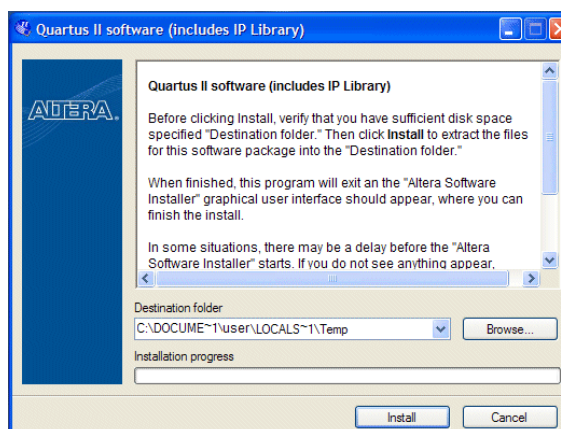 Quartus II software (includes IP Library)
ALTERA.
Quartus II software (includes IP Library)
Before clicking Install, verify that you have sufficient disk space
specified "Destination folder." Then click Install to extract the files
for this software package into the "Destination folder."
When finished, this program will exit an the "Altera Software
Installer" graphical user interface should appear, where you can
finish the install.
In some situations, there may be a delay before the "Altera
Software Installer" starts. If you do not see anything appear,
Destination folder
C:\DOCUME~1\user\LOCALS~1\Temp
Browse...
Installation progress
Install
Cancel